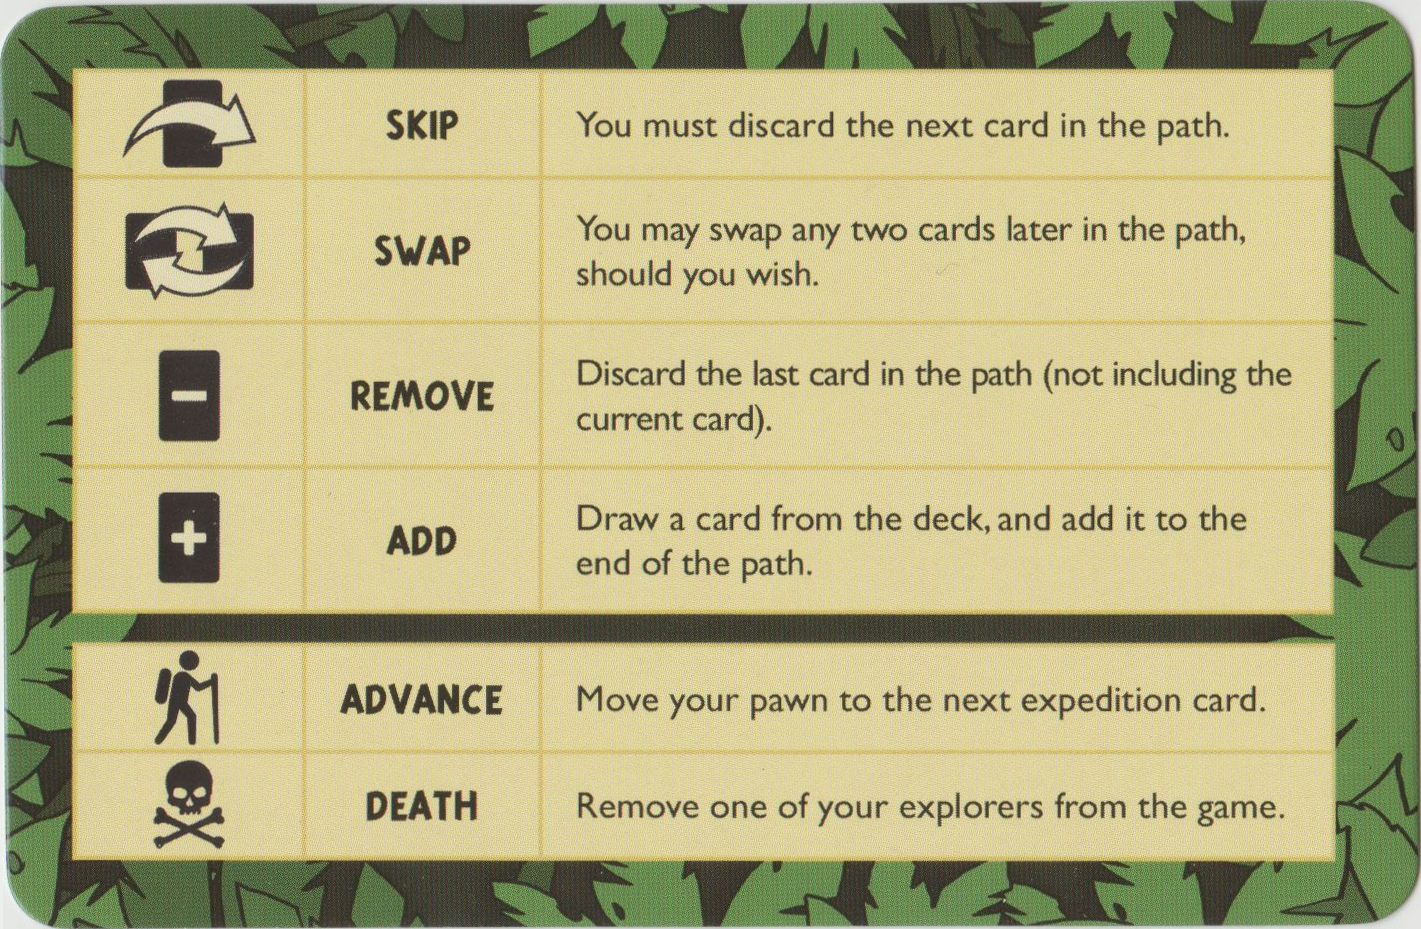 SKIP
You must discard the next card in the path.
SWAP
You may swap any two cards later in the path,
should you wish.
REMOVE
Discard the last card in the path (not including the
current card).
ADD
Draw a card from the deck, and add it to the
end of the path.
ADVANCE
Move your pawn to the next expedition card.
DEATH
Remove one of your explorers from the game.